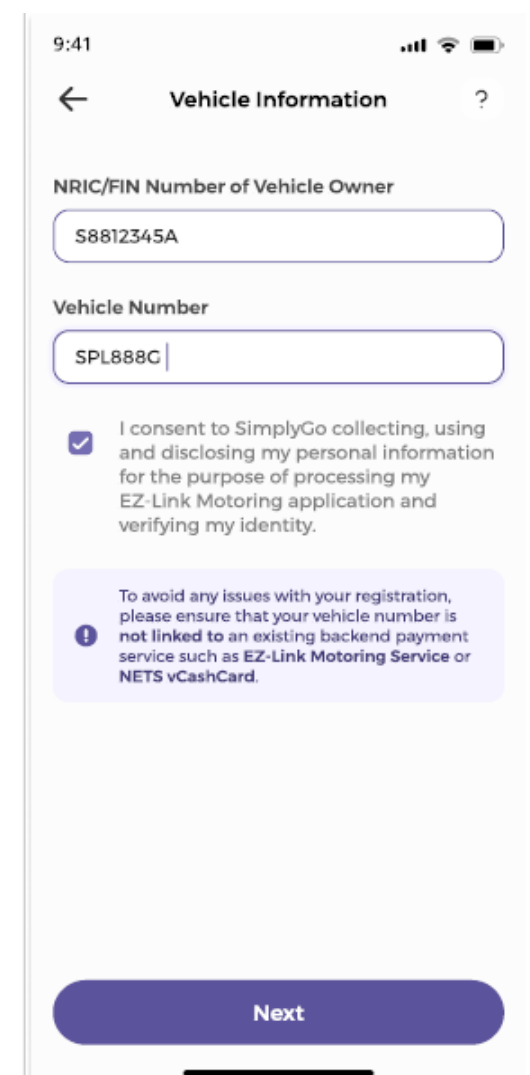 9:41
Vehicle Information
?
NRIC/FIN Number of Vehicle Owner
S8812345A
Vehicle Number
SPL888G
I consent to SimplyGo collecting, using
and disclosing my personal information
for the purpose of processing my
EZ-Link Motoring application and
verifying my identity.
To avoid any issues with your registration,
please ensure that your vehicle number is
not linked to an existing backend payment
service such as EZ-Link Motoring Service or
NETS vCashCard.
Next